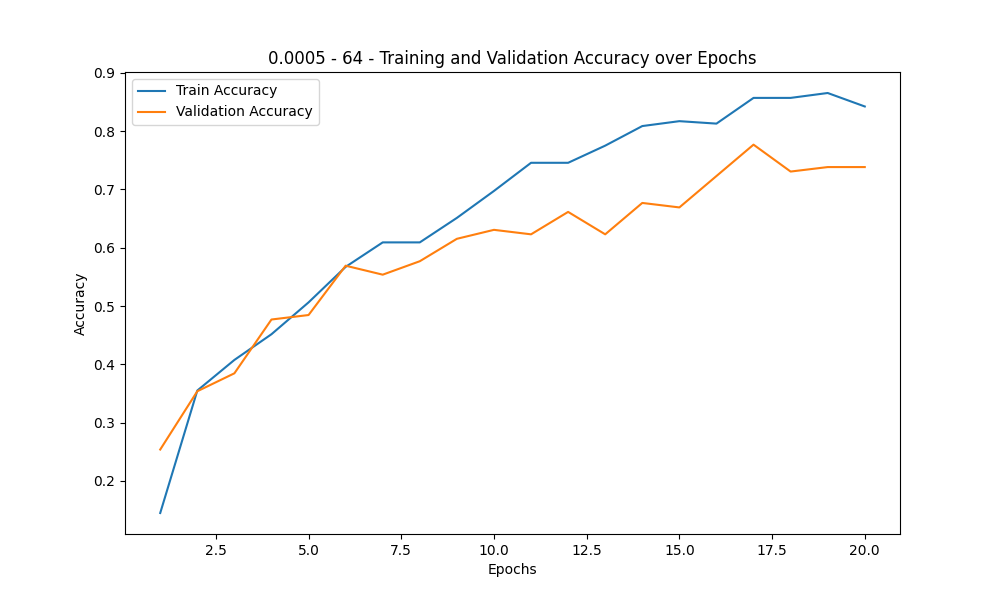 0.0005 - 64 - Training and Validation Accuracy over Epochs
Train Accuracy
Validation Accuracy
Accuracy
0.9
0.8
0.7
0.6
0.5
0.4
0.3
0.2
2.5 5.0 7.5 10.0 12.5 15.0 17.5 20.0
Epochs